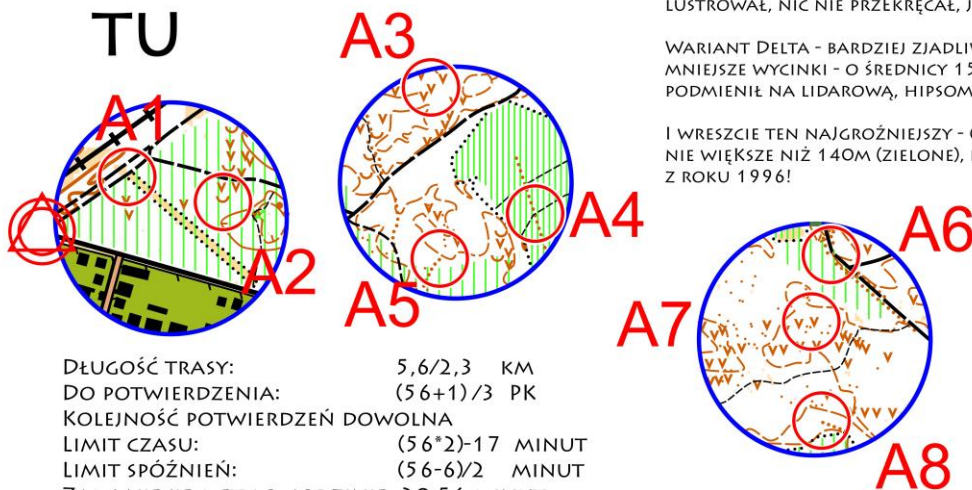 TU
A1
A2
A3
A4
A5
LUSTROWAŁ, NIC NIE PRZEKRĘCAŁ,
WARIANT DELTA - BARDZIEJ
MNIEJSZE WYCINKI - O ŚREDNICY
PODMIENIŁ NA LIDAROWĄ,
I WRESZCIE TEN NAJGROŹNIEJSZY -
NIE WIĘKSZE NIŻ 140M (ZIELONE),
Z ROKU 1996!
A6
A7
A8
DŁUGOŚĆ TRASY: 5,6/2,3 KM
DO POTWIERDZENIA: (56+1)/3 PK
KOLEJNOŚĆ POTWIERDZEŃ DOWOLNA
LIMIT CZASU: (56*2)-17 MINUT
LIMIT SPÓŹNIEŃ: (56-6)/2 MINUT